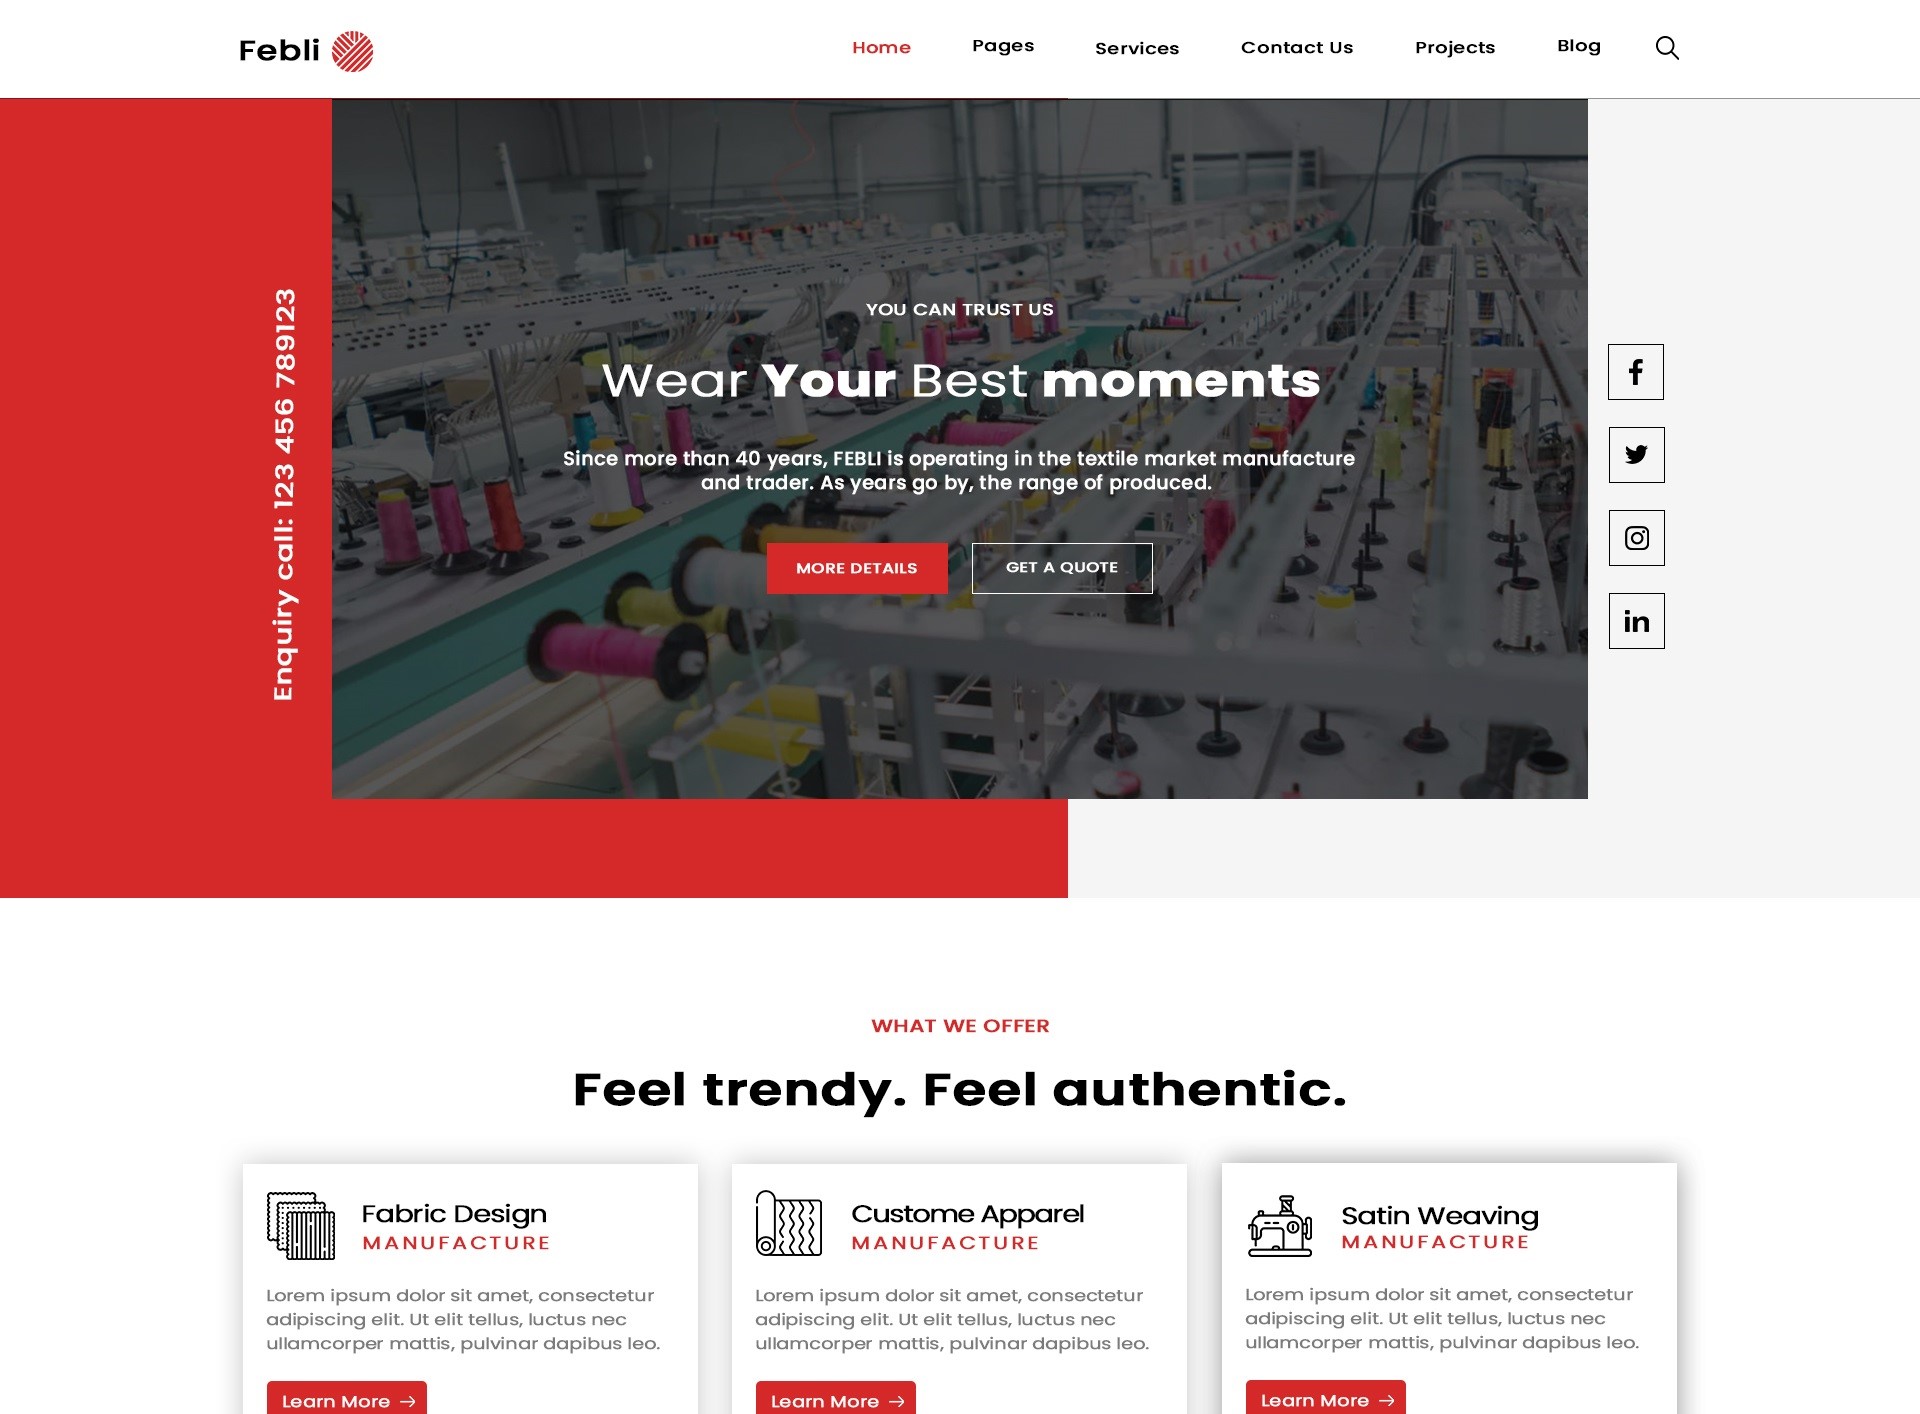 Febli
Home
Pages
Services
Contact Us
Projects
Blog
Enquiry call: 123 456 789123
YOU CAN TRUST US
Wear Your Best moments
Since more than 40 years, FEBLI is operating in the textile market manufacture
and trader. As years go by, the range of produced.
MORE DETAILS
GET A QUOTE
WHAT WE OFFER
Feel trendy. Feel authentic.
Fabric Design
MANUFACTURE
Lorem ipsum dolor sit amet, consectetur
adipiscing elit. Ut elit tellus, luctus nec
ullamcorper mattis, pulvinar dapibus leo.
Learn More
Custome Apparel
MANUFACTURE
Lorem ipsum dolor sit amet, consectetur
adipiscing elit. Ut elit tellus, luctus nec
ullamcorper mattis, pulvinar dapibus leo.
Learn More
Satin Weaving
MANUFACTURE
Lorem ipsum dolor sit amet, consectetur
adipiscing elit. Ut elit tellus, luctus nec
ullamcorper mattis, pulvinar dapibus leo.
Learn More